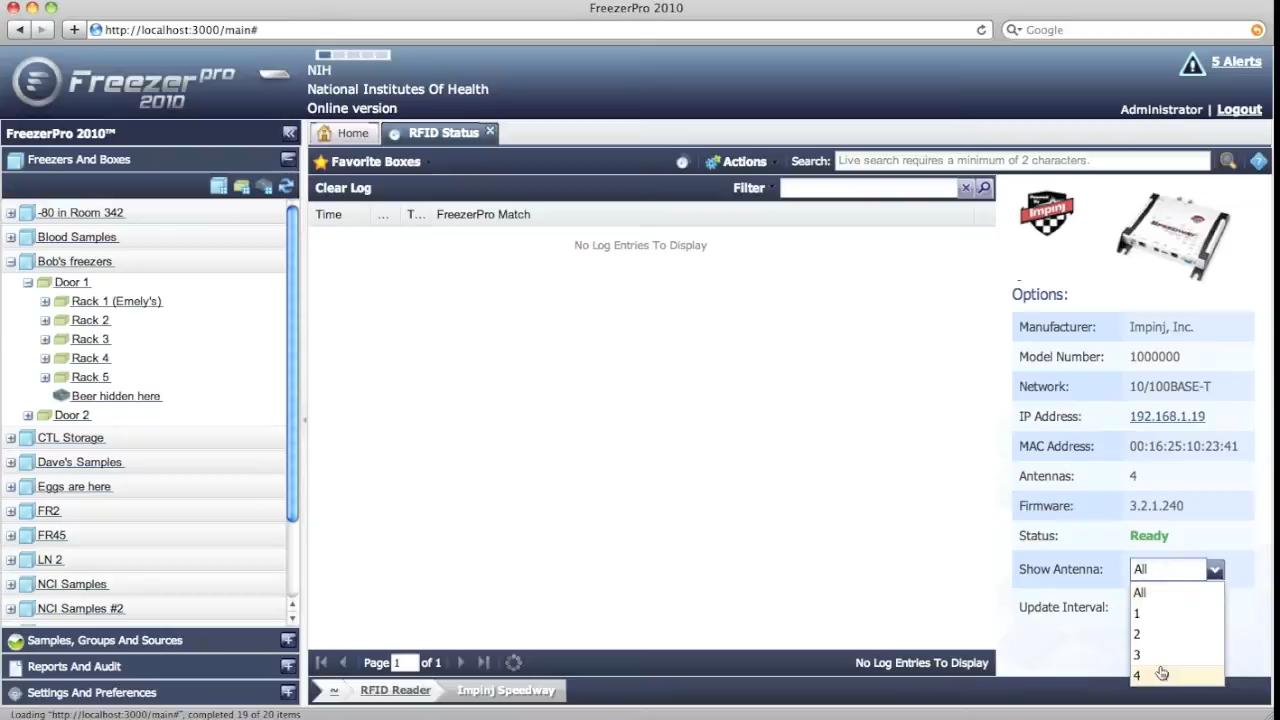 FreezerPro 2010
http://localhost:3000/main#
Google
Freezer pro 2010
NIH
National Institutes Of Health
Online version
5 Alerts
Administrator | Logout
FreezerPro 2010™
Home
RFID Status
Freezers And Boxes
Favorite Boxes
Actions
Search:
Live search requires a minimum of 2 characters.
Clear Log
Filter
Time
...
T...
FreezerPro Match
No Log Entries To Display
-80 in Room 342
Blood Samples
Bob's freezers
Door 1
Rack 1 (Emely's)
Rack 2
Rack 3
Rack 4
Rack 5
Beer hidden here
Door 2
CTL Storage
Dave's Samples
Eggs are here
FR2
FR45
LN 2
NCI Samples
NCI Samples #2
Samples, Groups And Sources
Reports And Audit
Settings And Preferences
Impinj
Options:
Manufacturer: Impinj, Inc.
Model Number: 1000000
Network: 10/100BASE-T
IP Address: 192.168.1.19
MAC Address: 00:16:25:10:23:41
Antennas: 4
Firmware: 3.2.1.240
Status: Ready
Show Antenna: All
All
1
2
3
4
Update Interval:
Page 1 of 1
No Log Entries To Display
~ RFID Reader Impinj Speedway
Loading "http://localhost:3000/main#", completed 19 of 20 items